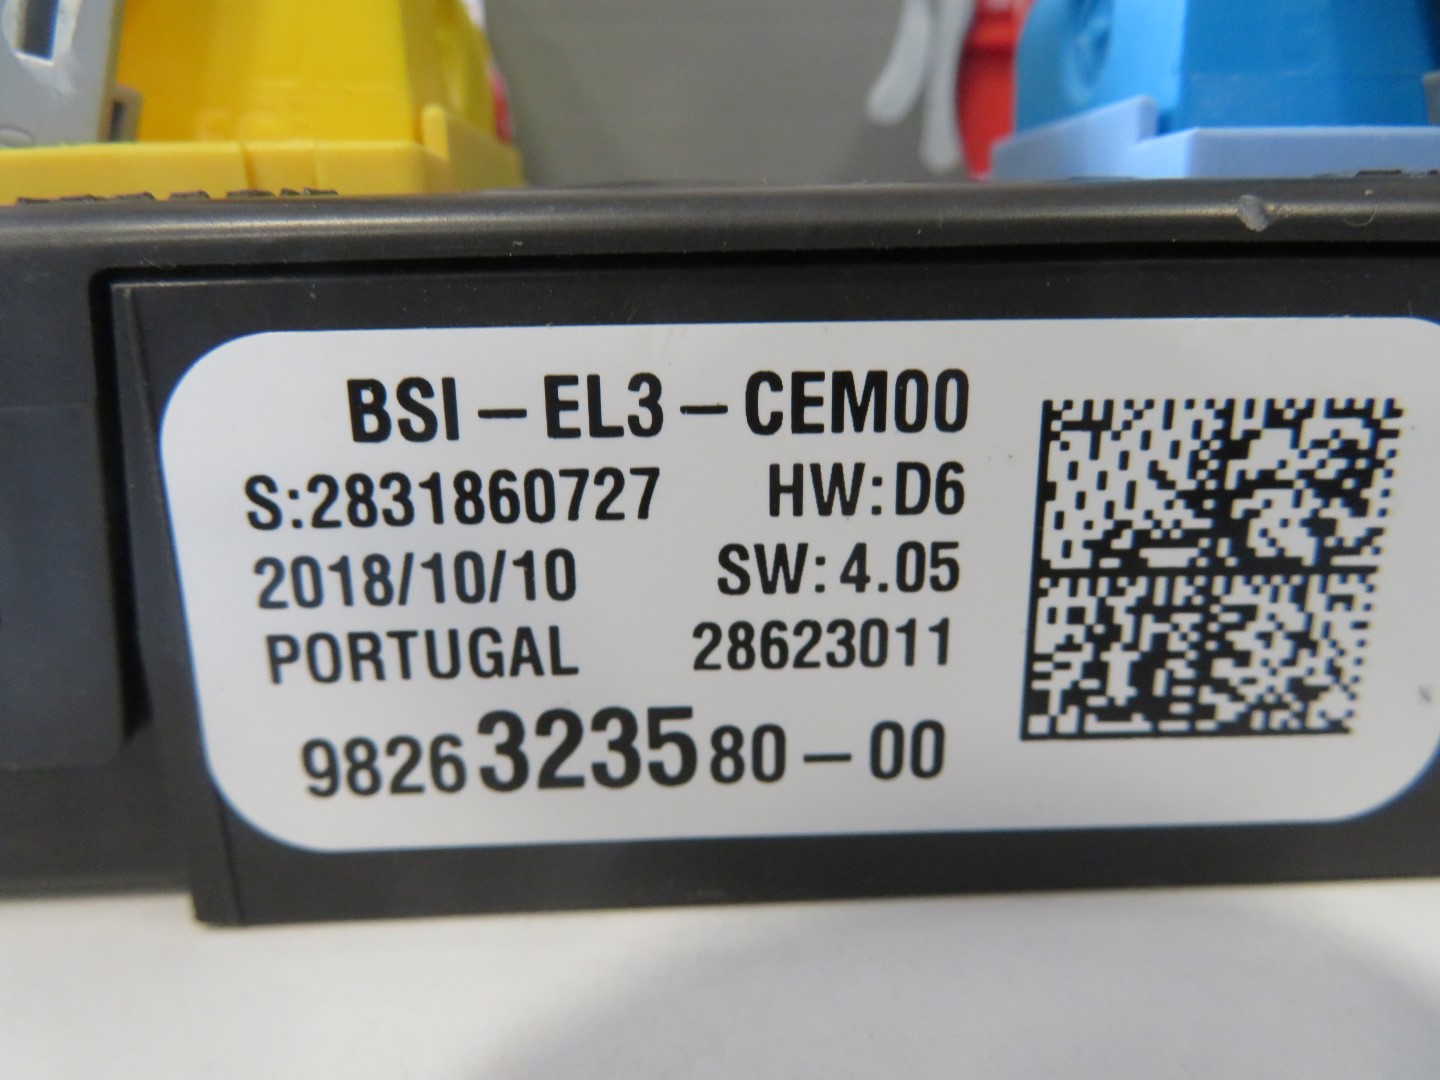 BSI-EL3-CEM00
S:2831860727 HW:D6
2018/10/10 SW:4.05
PORTUGAL 28623011
9826323580-00